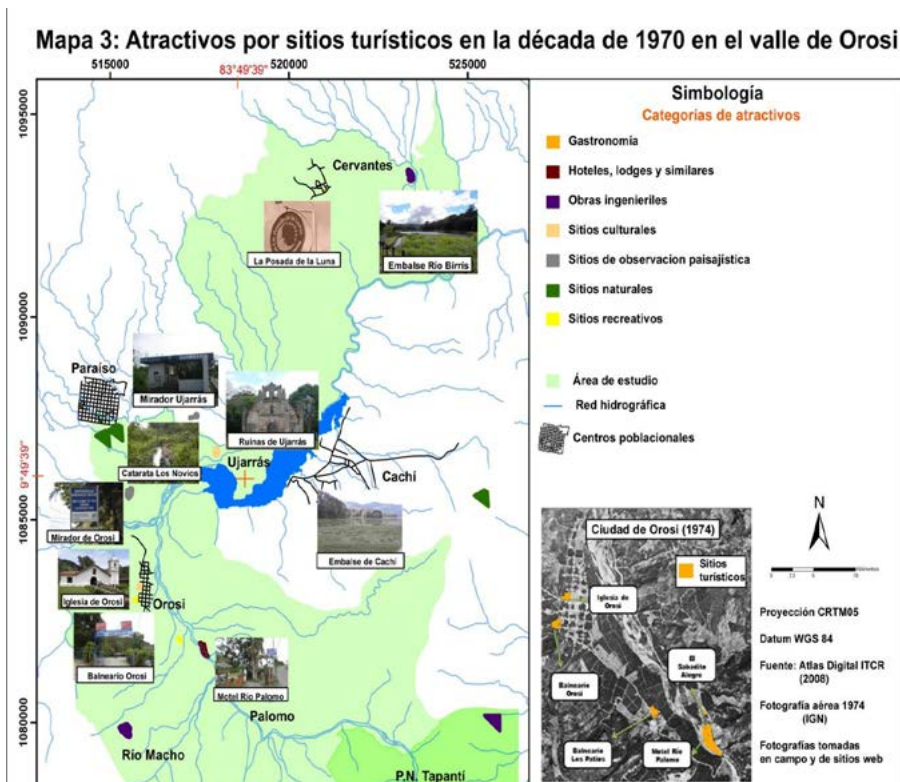 Mapa 3: Atractivos por sitios turísticos en la década de 1970 en el valle de Orosi
515000
83°49'39"
520000
525000
1095000
1090000
9°49'39"
1085000
1080000
Cervantes
La Posada de la Luna
Embalse Río Birris
Paraíso
Mirador Ujarrás
Ruinas de Ujarrás
Catarata Los Novios
Ujarrás
Cachí
Mirador de Orosi
Embalse de Cachí
Iglesia de Orosi
Orosi
Balneario Orosi
Motel Río Palomo
Palomo
Río Macho
P.N. Tapantí
Simbología
Categorías de atractivos
Gastronomía
Hoteles, lodges y similares
Obras ingenieriles
Sitios culturales
Sitios de observacion paisajística
Sitios naturales
Sitios recreativos
Área de estudio
Red hidrográfica
Centros poblacionales
Ciudad de Orosi (1974)
Sitios
turísticos
Iglesia de
Orosi
El
Sabadito
Alegre
Balneario
Orosi
Balneario
Los Patios
Motel Río
Palomo
N
Proyección CRTM05
Datum WGS 84
Fuente: Atlas Digital ITCR
(2008)
Fotografía aérea 1974
(IGN)
Fotografías tomadas
en campo y de sitios web